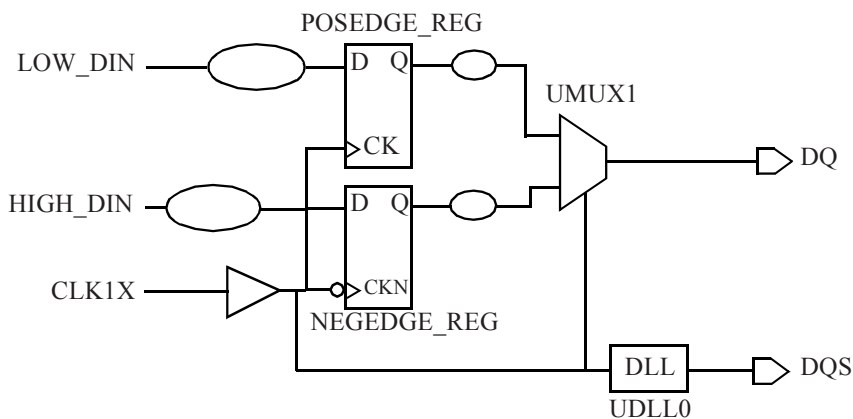 POSEDGE_REG
LOW_DIN
D Q
UMUX1
CK
DQ
HIGH_DIN
D Q
CLK1X
CKN
NEGEDGE_REG
DLL
DQS
UDLL0